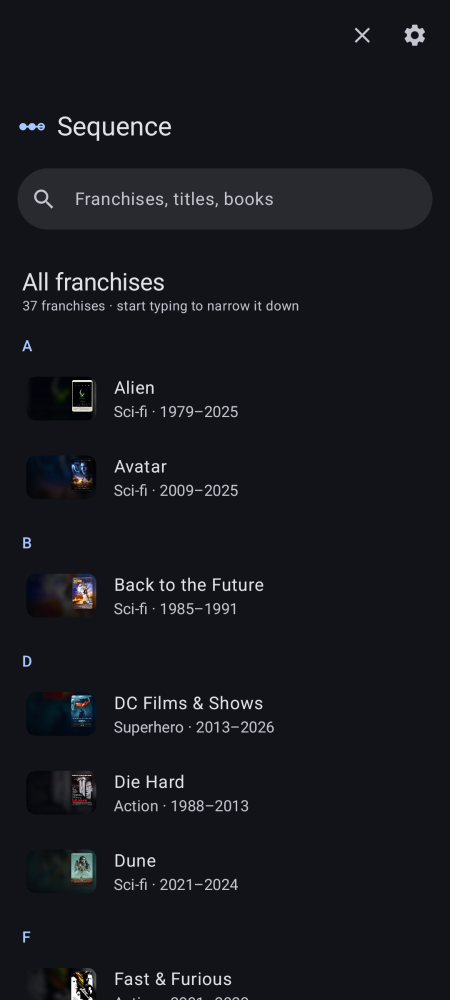 Sequence
Franchises, titles, books
All franchises
37 franchises · start typing to narrow it down
A
Alien
Sci-fi · 1979–2025
Avatar
Sci-fi · 2009–2025
B
Back to the Future
Sci-fi · 1985–1991
D
DC Films & Shows
Superhero · 2013–2026
Die Hard
Action · 1988–2013
Dune
Sci-fi · 2021–2024
F
Fast & Furious